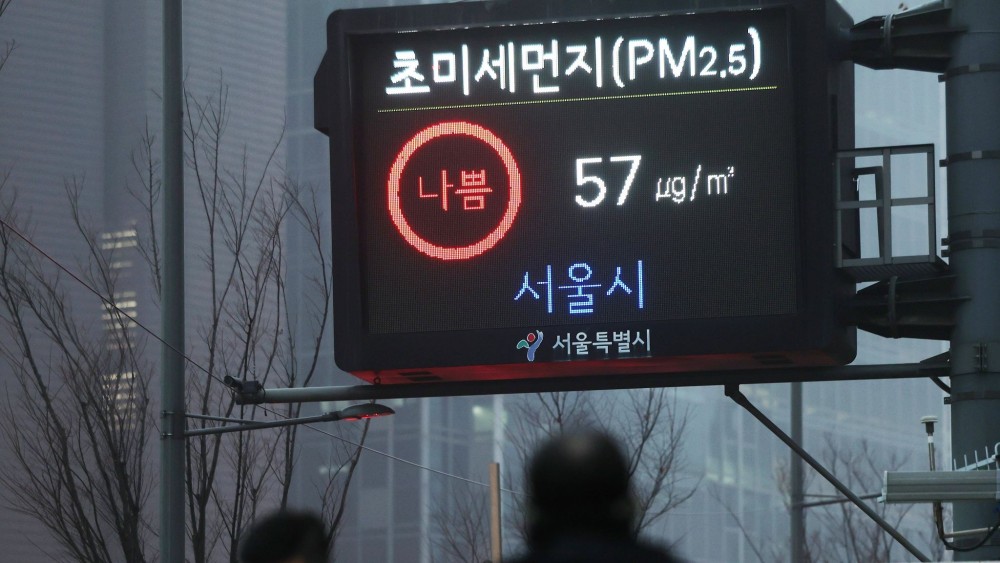 초미세먼지(PM2.5)
나쁨
57 μg/㎥
서울시
서울특별시